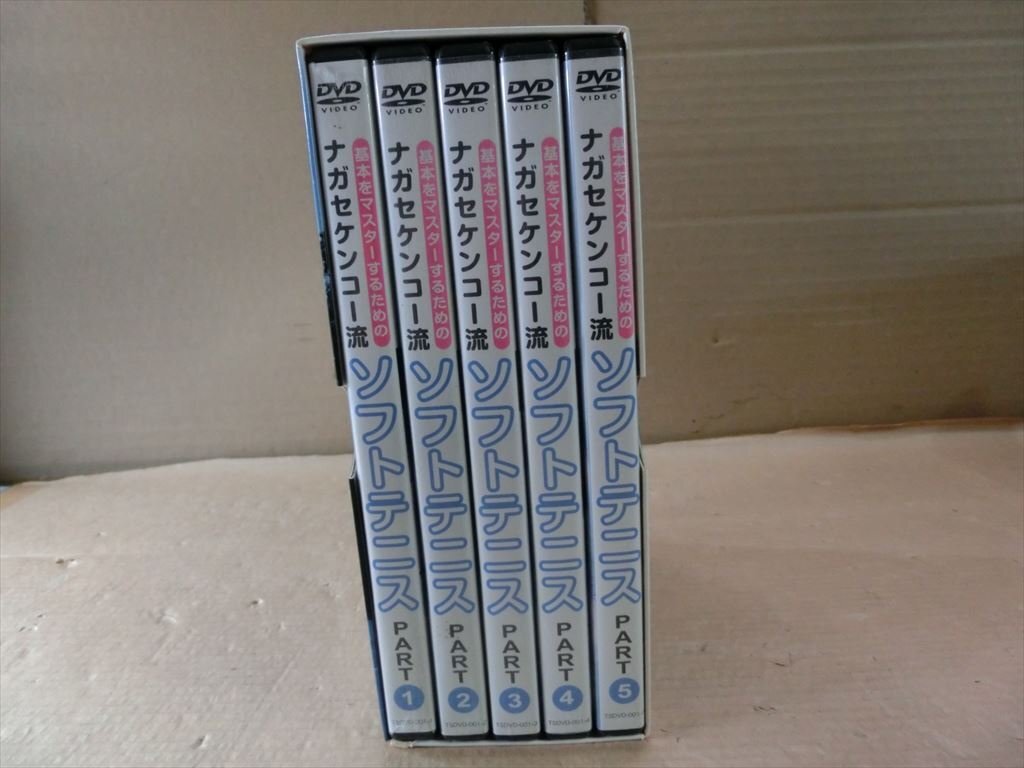 DVD
VIDEO
基本をマスターするための
ナガセケンコー流
ソフトテニス
PART
1
DVD
VIDEO
基本をマスターするための
ナガセケンコー流
ソフトテニス
PART
2
DVD
VIDEO
基本をマスターするための
ナガセケンコー流
ソフトテニス
PART
3
DVD
VIDEO
基本をマスターするための
ナガセケンコー流
ソフトテニス
PART
4
DVD
VIDEO
基本をマスターするための
ナガセケンコー流
ソフトテニス
PART
5